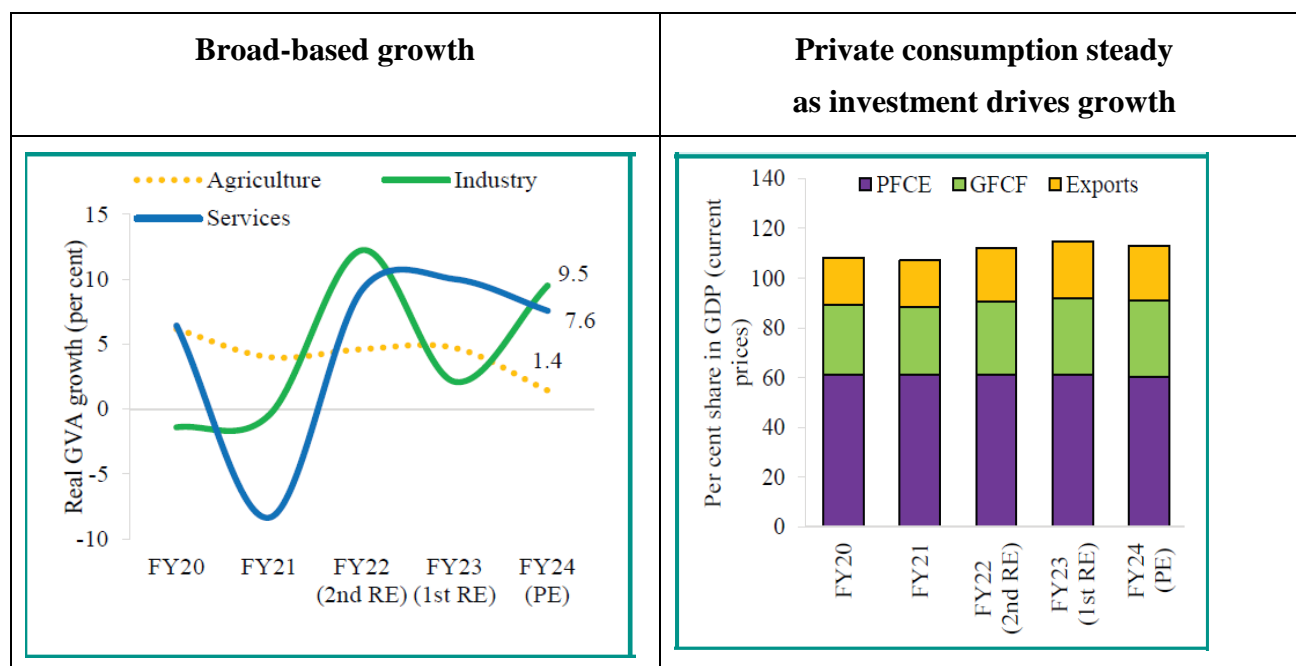 Broad-based growth
Private consumption steady
as investment drives growth
Agriculture
Industry
Services
Real GVA growth (per cent)
15
10
5
0
-5
-10
9.5
7.6
1.4
FY20
FY21
FY22
(2nd RE)
FY23
(1st RE)
FY24
(PE)
PFCE
GFCF
Exports
Per cent share in GDP (current
prices)
140
120
100
80
60
40
20
0
FY20
FY21
FY22
(2nd RE)
FY23
(1st RE)
FY24
(PE)